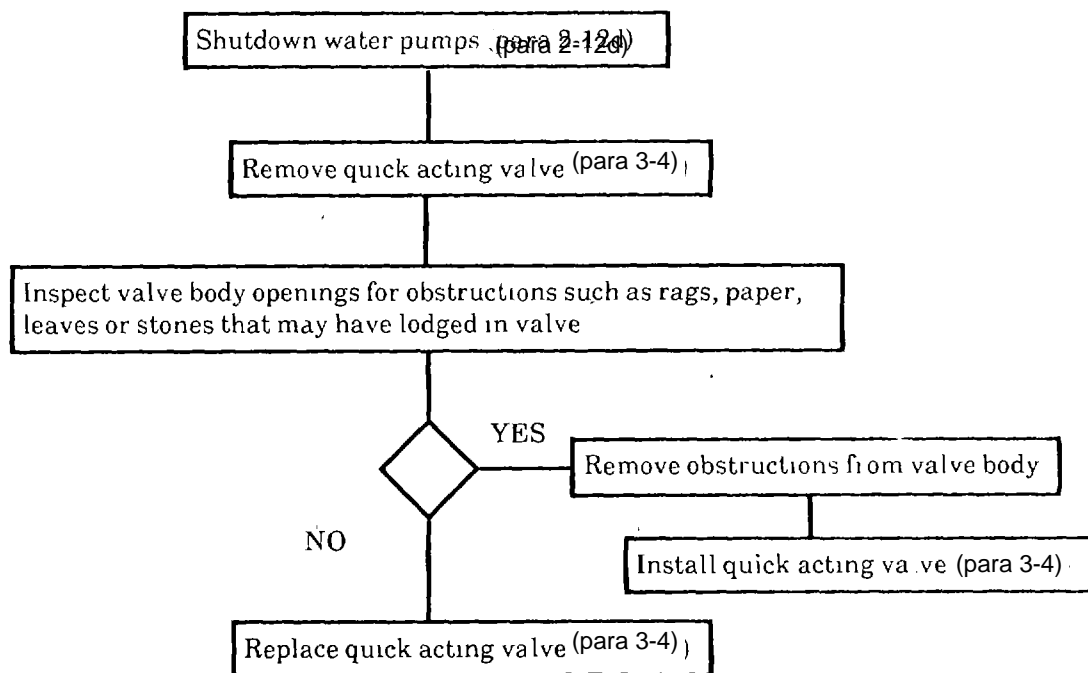 Shutdown water pumps (para 2-12d)
Remove quick acting valve (para 3-4)
Inspect valve body openings for obstructions such as rags, paper,
leaves or stones that may have lodged in valve
YES
Remove obstructions from valve body
NO
Install quick acting valve (para 3-4)
Replace quick acting valve (para 3-4)